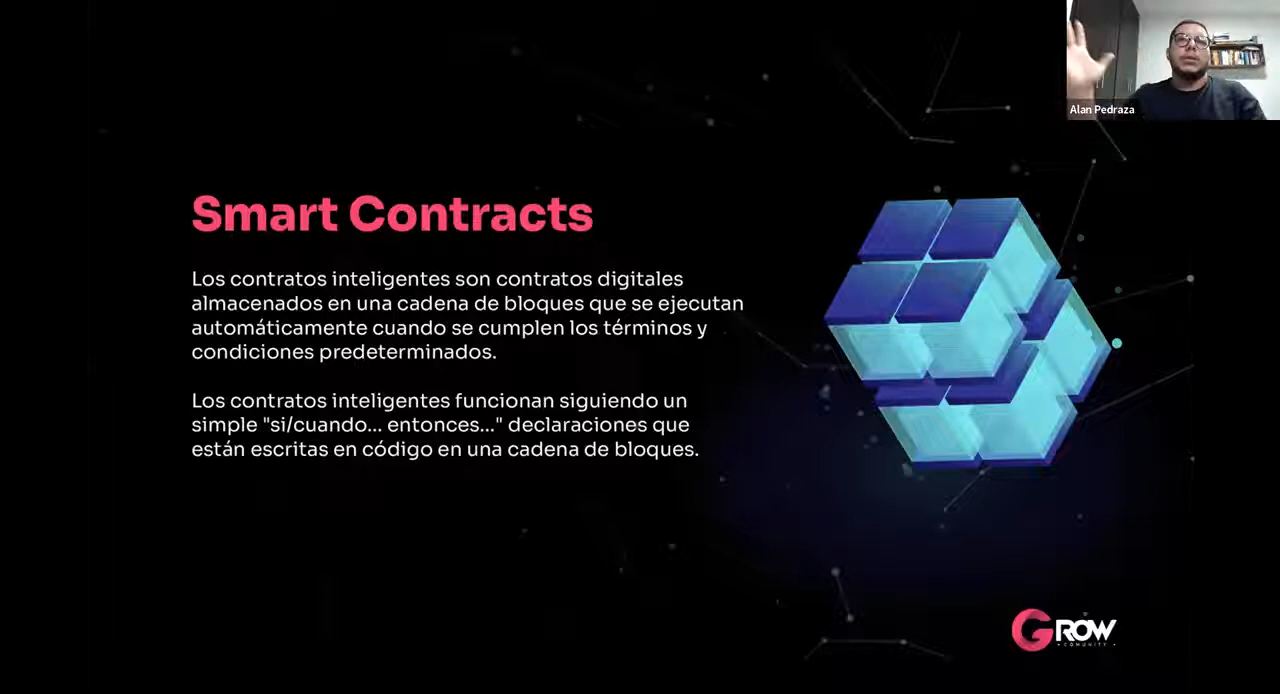 Alan Pedraza
Smart Contracts
Los contratos inteligentes son contratos digitales
almacenados en una cadena de bloques que se ejecutan
automáticamente cuando se cumplen los términos y
condiciones predeterminados.
Los contratos inteligentes funcionan siguiendo un
simple "si/cuando... entonces..." declaraciones que
están escritas en código en una cadena de bloques.
GROW
COMUNITY